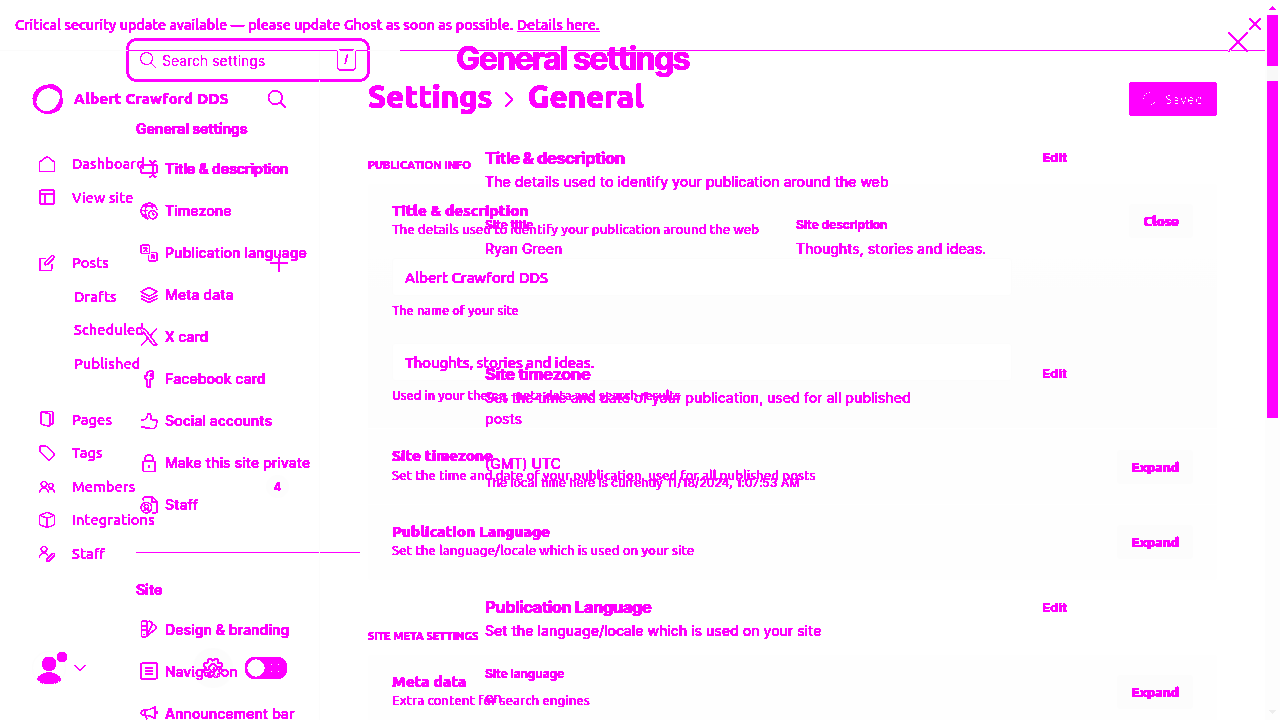 Critical security update available — please update Ghost as soon as possible. Details here.
General settings
Search settings
/
Albert Crawford DDS
Settings > General
Saved
General settings
Dashboard
Title & description
View site
Timezone
Publication language
Posts
Drafts
Meta data
Scheduled
X card
Published
Facebook card
Pages
Social accounts
Tags
Make this site private
Members
4
Staff
Integrations
Staff
Site
Design & branding
Navigation
Announcement bar
PUBLICATION INFO
Title & description
Edit
The details used to identify your publication around the web
Title & description
The details used to identify your publication around the web
Close
Site title
Site description
Ryan Green
Thoughts, stories and ideas.
Albert Crawford DDS
The name of your site
Thoughts, stories and ideas.
Site timezone
Edit
Used in your theme, meta data and search results
Set the time and date of your publication, used for all published
posts
Site timezone
(GMT) UTC
Expand
Set the time and date of your publication, used for all published posts
The local time here is currently 11/18/2024, 1:07:53 AM
Publication Language
Set the language/locale which is used on your site
Expand
Publication Language
Edit
Set the language/locale which is used on your site
SITE META SETTINGS
Site language
en
Meta data
Extra content for search engines
Expand